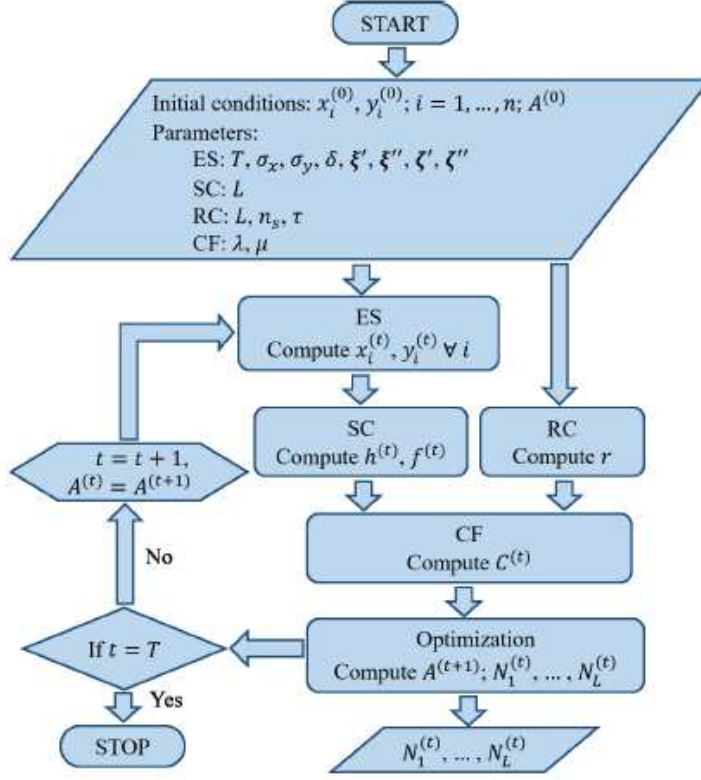 START
Initial conditions: x_i^{(0)}, y_i^{(0)}; i = 1, ..., n; A^{(0)}
Parameters:
ES: T, σ_x, σ_y, δ, ξ′, ξ′′, ζ′, ζ′′
SC: L
RC: L, n_s, τ
CF: λ, μ
ES
Compute x_i^{(t)}, y_i^{(t)} ∀ i
SC
Compute h^{(t)}, f^{(t)}
RC
Compute r
t = t + 1,
A^{(t)} = A^{(t+1)}
CF
Compute C^{(t)}
No
Optimization
Compute A^{(t+1)}; N_1^{(t)}, ... , N_L^{(t)}
If t = T
Yes
STOP
N_1^{(t)}, ... , N_L^{(t)}